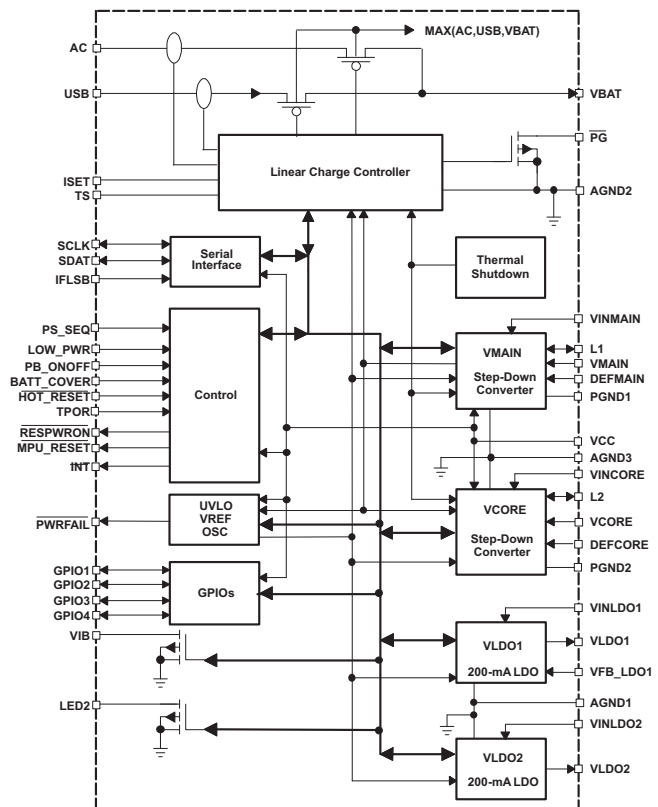 MAX(AC,USB,VBAT)
AC
USB
VBAT
PG
Linear Charge Controller
ISET
TS
AGND2
SCLK
SDAT
IFLSB
Serial
Interface
Thermal
Shutdown
PS_SEQ
LOW_PWR
PB_ONOFF
BATT_COVER
HOT_RESET
TPOR
RESPWRON
MPU_RESET
INT
Control
VINMAIN
VMAIN
Step-Down
Converter
L1
VMAIN
DEFMAIN
PGND1
VCC
AGND3
VINCORE
VCORE
Step-Down
Converter
L2
VCORE
DEFCORE
PGND2
PWRFAIL
UVLO
VREF
OSC
GPIO1
GPIO2
GPIO3
GPIO4
GPIOs
VIB
LED2
VINLDO1
VLDO1
200-mA LDO
VLDO1
VFB_LDO1
AGND1
VINLDO2
VLDO2
200-mA LDO
VLDO2